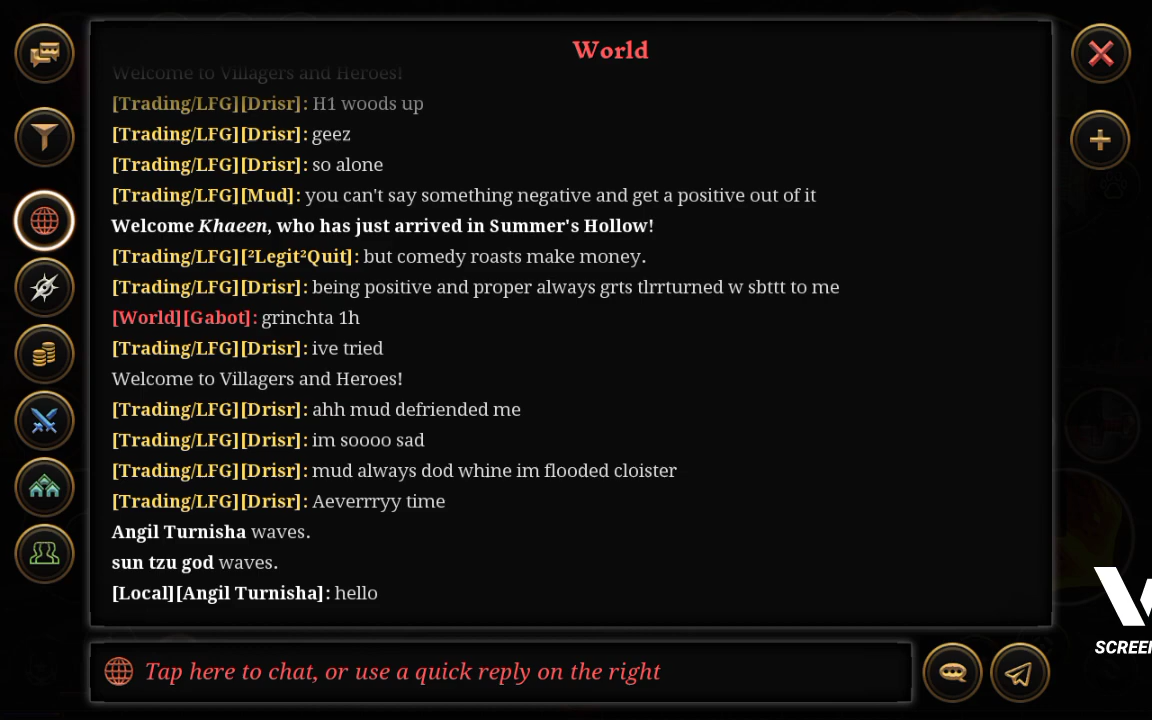 World
Welcome to Villagers and Heroes!
[Trading/LFG][Drisr]: H1 woods up
[Trading/LFG][Drisr]: geez
[Trading/LFG][Drisr]: so alone
[Trading/LFG][Mud]: you can't say something negative and get a positive out of it
Welcome Khaeen, who has just arrived in Summer's Hollow!
[Trading/LFG][²Legit²Quit]: but comedy roasts make money.
[Trading/LFG][Drisr]: being positive and proper always grts tlrrturned w sbttt to me
[World][Gabot]: grinchta 1h
[Trading/LFG][Drisr]: ive tried
Welcome to Villagers and Heroes!
[Trading/LFG][Drisr]: ahh mud defriended me
[Trading/LFG][Drisr]: im soooo sad
[Trading/LFG][Drisr]: mud always dod whine im flooded cloister
[Trading/LFG][Drisr]: Aeverrryy time
Angil Turnisha waves.
sun tzu god waves.
[Local][Angil Turnisha]: hello
Tap here to chat, or use a quick reply on the right